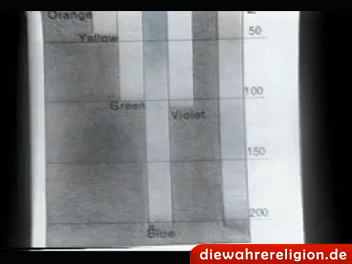 Orange
Yellow
50
Green
100
Violet
150
200
Blue
diewahrereligion.de